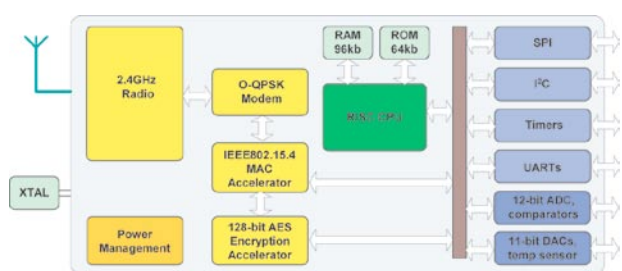 2.4GHz
Radio
O-QPSK
Modem
RAM
96kb
ROM
64kb
RISC CPU
IEEE802.15.4
MAC
Accelerator
128-bit AES
Encryption
Accelerator
XTAL
Power
Management
SPI
I²C
Timers
UARTs
12-bit ADC,
comparators
11-bit DACs,
temp sensor